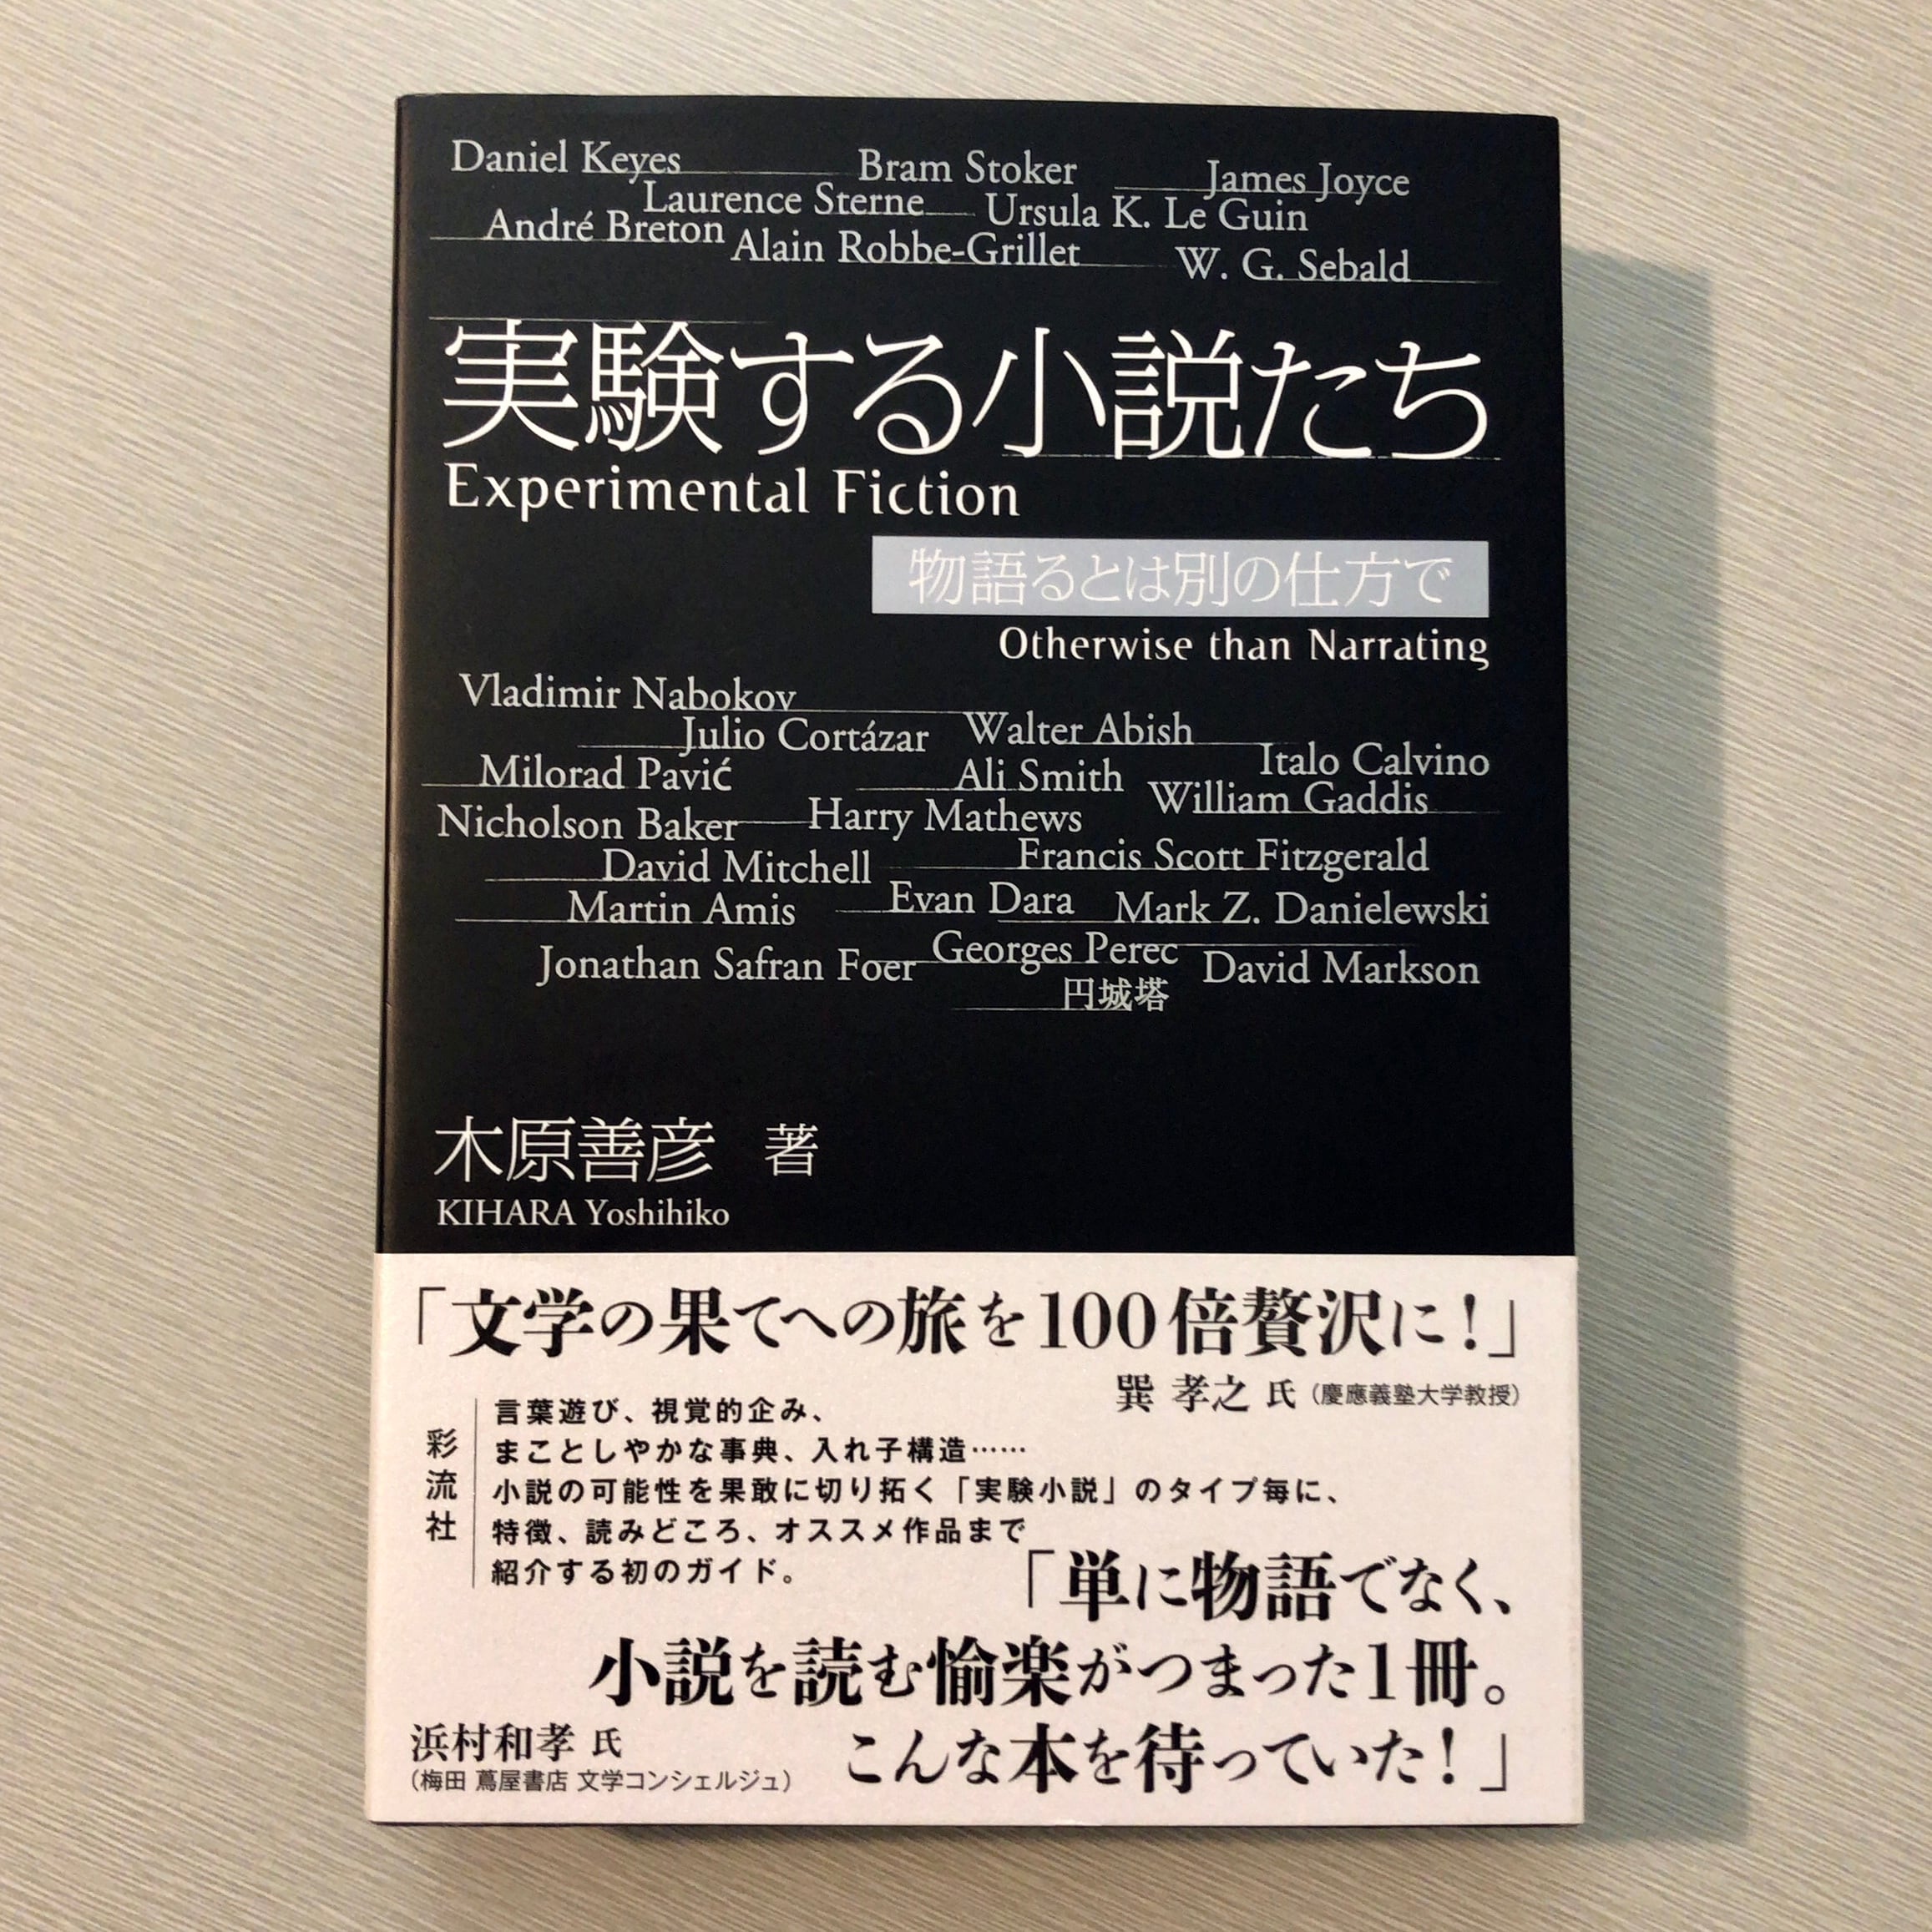 Daniel Keyes Bram Stoker James Joyce
Laurence Sterne Ursula K. Le Guin
André Breton Alain Robbe-Grillet W. G. Sebald
実験する小説たち
Experimental Fiction
物語るとは別の仕方で
Otherwise than Narrating
Vladimir Nabokov
Julio Cortázar Walter Abish
Italo Calvino
Milorad Pavić Ali Smith
William Gaddis
Nicholson Baker Harry Mathews
David Mitchell Francis Scott Fitzgerald
Martin Amis Evan Dara Mark Z. Danielewski
Jonathan Safran Foer Georges Perec David Markson
円城塔
木原善彦 著
KIHARA Yoshihiko
「文学の果てへの旅を100倍贅沢に!」
巽 孝之 氏(慶應義塾大学教授)
彩流社
言葉遊び、視覚的企み、
まことしやかな事典、入れ子構造……
小説の可能性を果敢に切り拓く「実験小説」のタイプ毎に、
特徴、読みどころ、オススメ作品まで
紹介する初のガイド。
「単に物語でなく、
小説を読む愉楽がつまった1冊。
こんな本を待っていた!」
浜村和孝 氏
(梅田 蔦屋書店 文学コンシェルジュ)